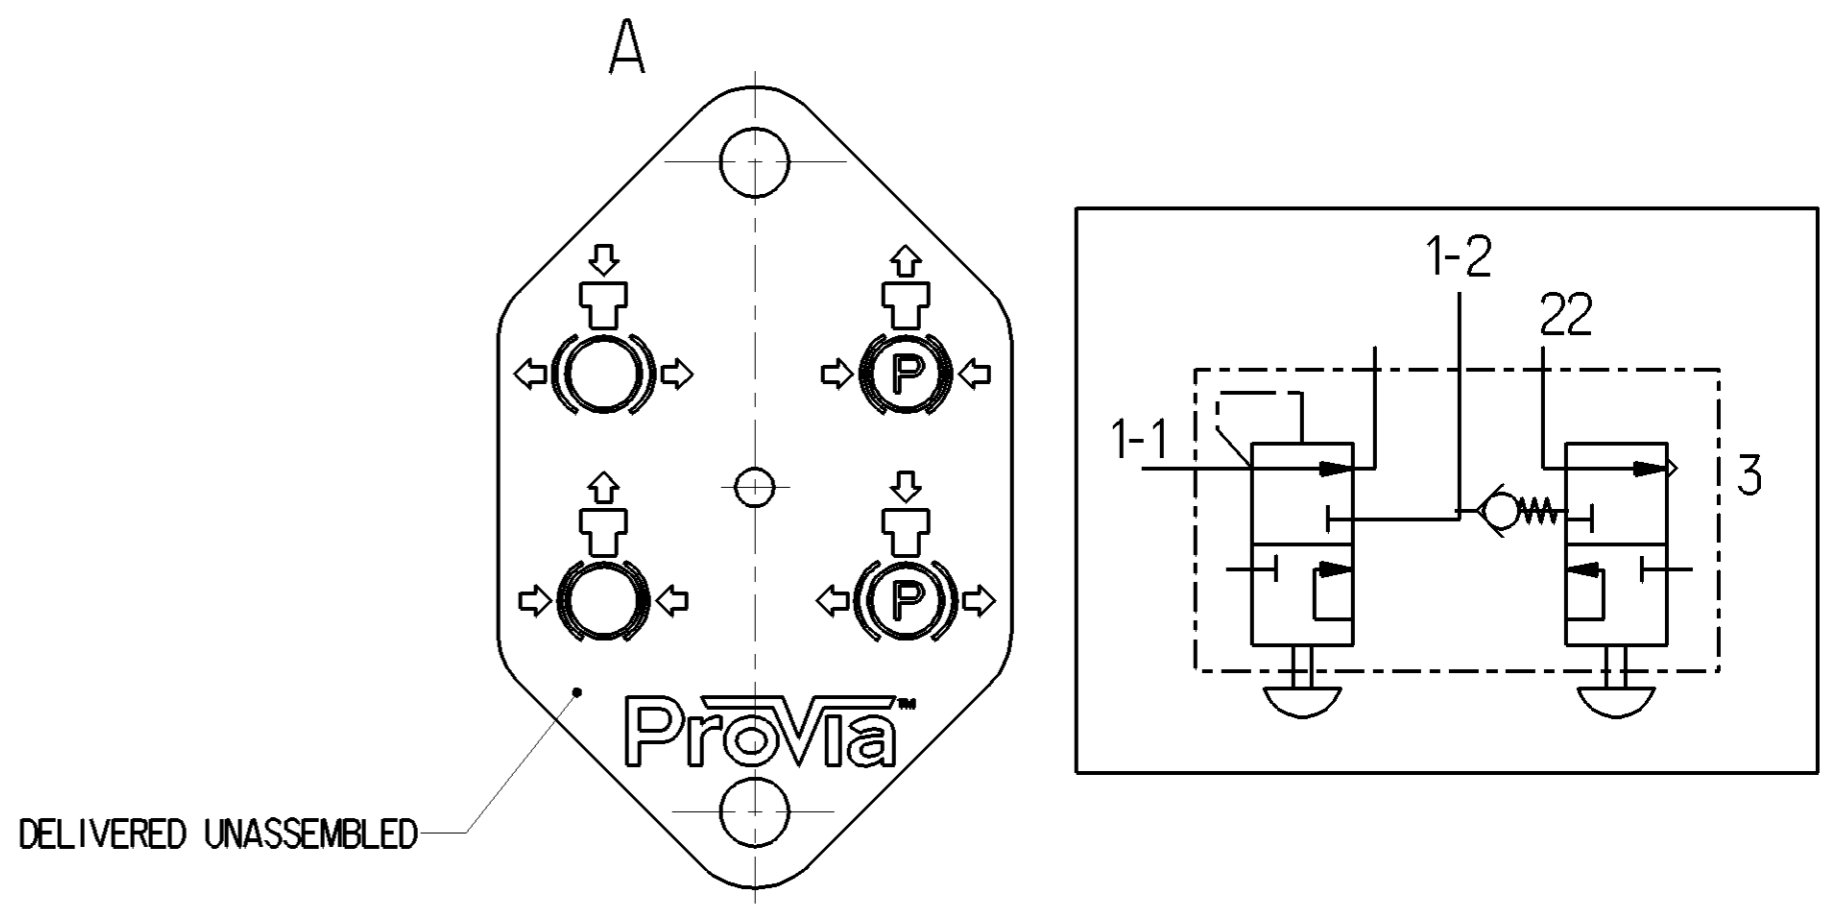 A
P
P
ProVia™
DELIVERED UNASSEMBLED
1-2
22
1-1
3